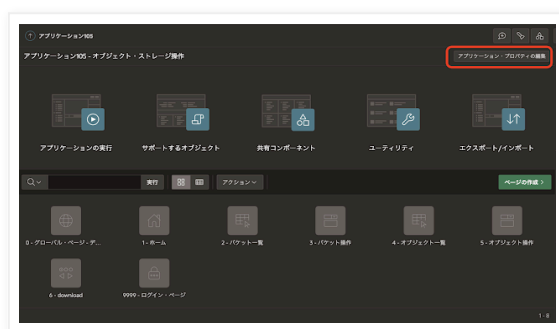 アプリケーション105
アプリケーション105 - オブジェクト・ストレージ操作
アプリケーション・プロパティの編集
アプリケーションの実行
サポートするオブジェクト
共有コンポーネント
ユーティリティ
エクスポート/インポート
実行
アクション
ページの作成
0 - グローバル・ページ - デ...
1 - ホーム
2 - バケット一覧
3 - バケット操作
4 - オブジェクト一覧
5 - オブジェクト操作
6 - download
9999 - ログイン・ページ
1 - 8